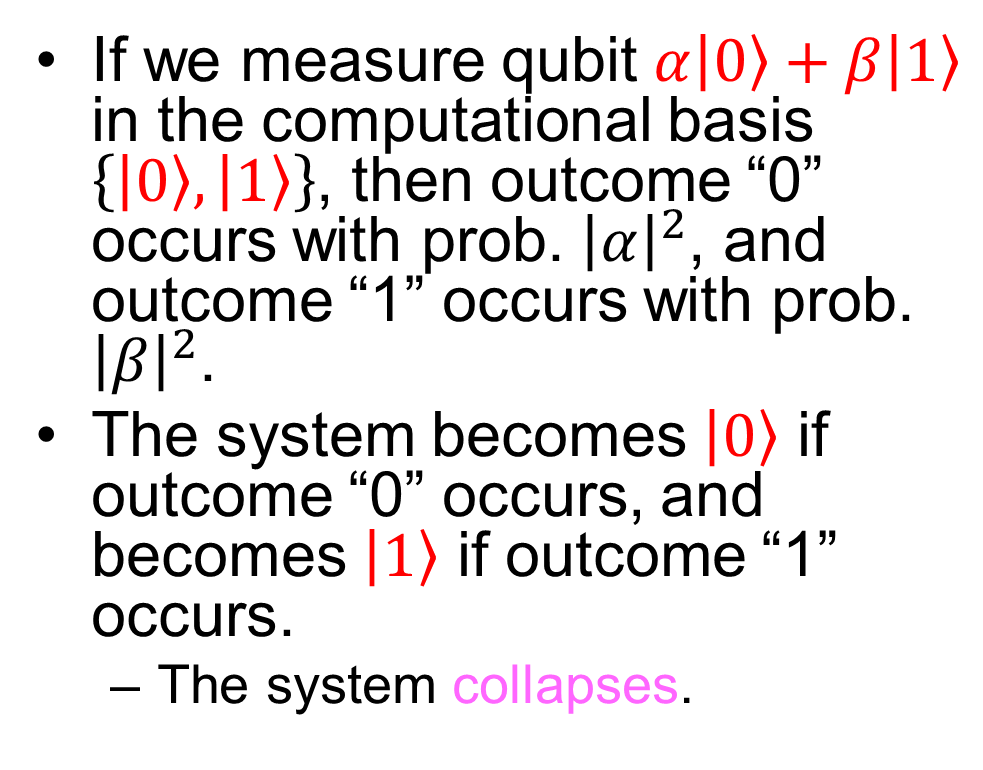 • If we measure qubit 𝛼|0⟩ + 𝛽|1⟩
in the computational basis
{|0⟩, |1⟩}, then outcome “0”
occurs with prob. |𝛼|², and
outcome “1” occurs with prob.
|𝛽|².
• The system becomes |0⟩ if
outcome “0” occurs, and
becomes |1⟩ if outcome “1”
occurs.
– The system collapses.